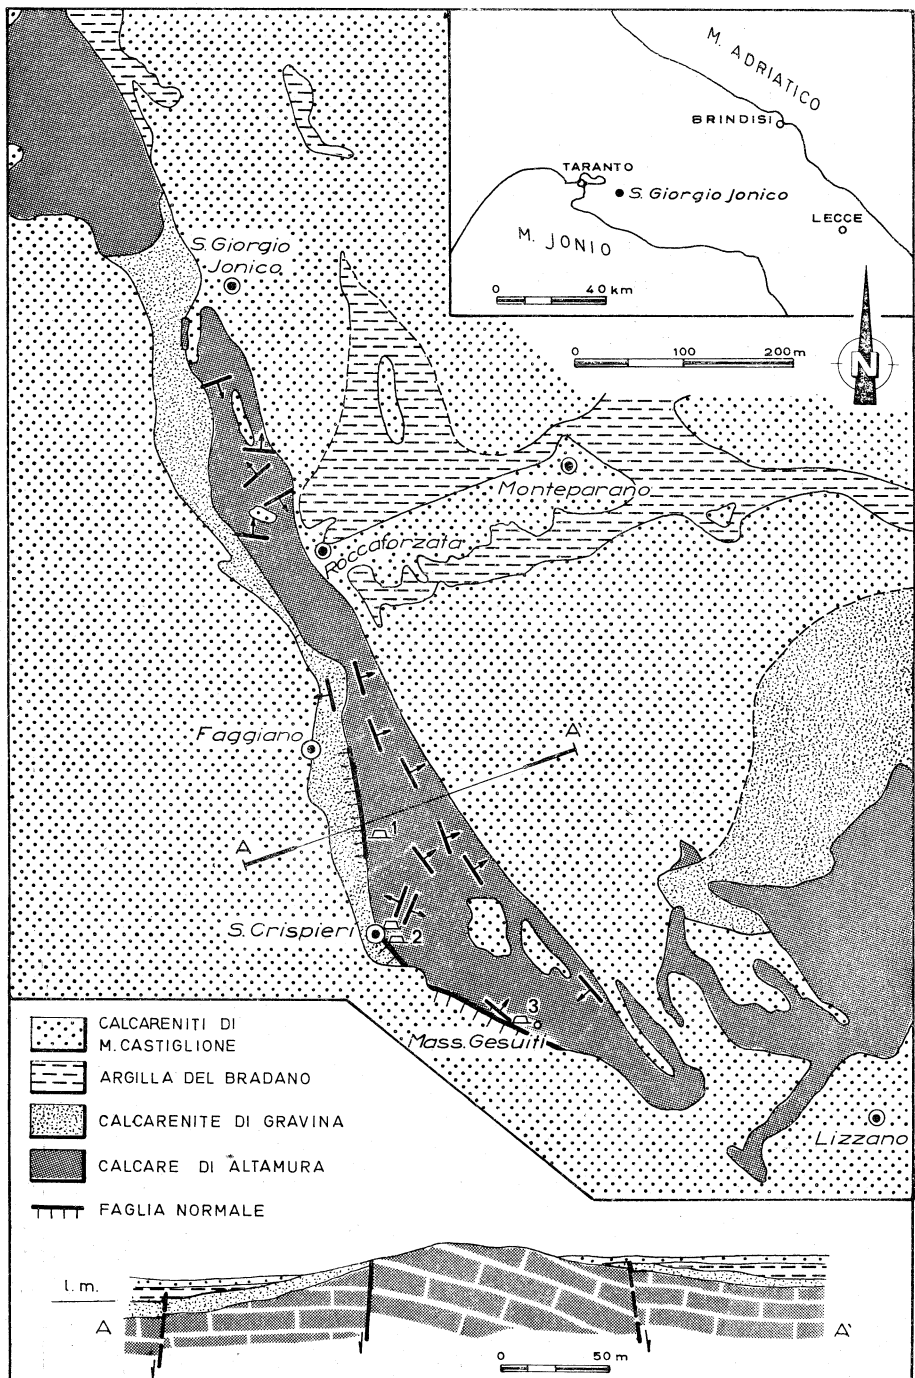 M. ADRIATICO
BRINDISI
TARANTO
S. Giorgio Jonico
LECCE
M. JONIO
0 40 km
S. Giorgio
Jonico
0 100 200 m
N
Monteparano
Roccaforzata
Faggiano
A
A
1
S. Crispieri
2
3
Mass. Gesuiti
Lizzano
CALCARENITI DI
M. CASTIGLIONE
ARGILLA DEL BRADANO
CALCARENITE DI GRAVINA
CALCARE DI ALTAMURA
FAGLIA NORMALE
l. m.
A
A'
0 50 m